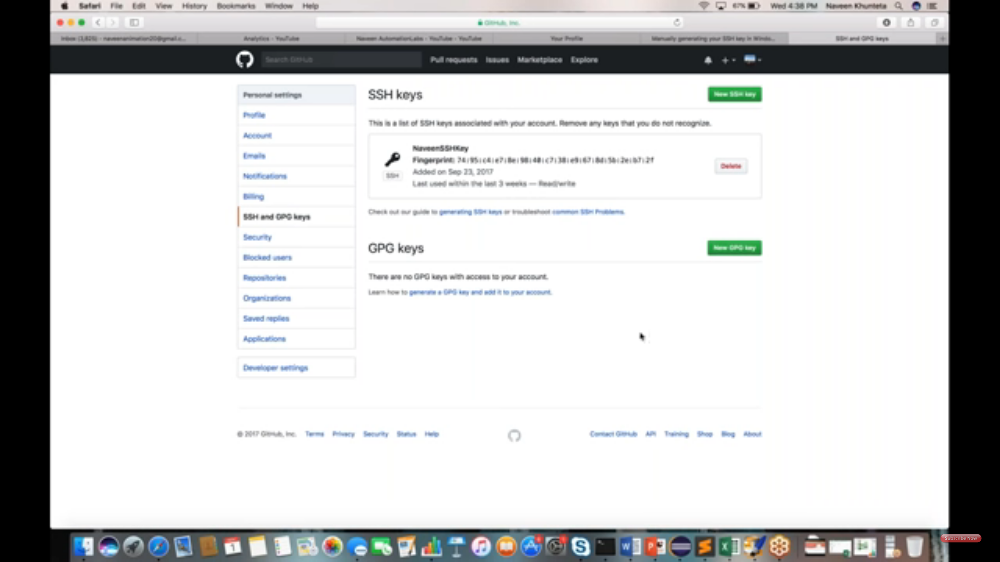 Safari File Edit View History Bookmarks Window Help 67% Wed 4:38 PM Naveen Khunteta
GitHub, Inc.
Inbox (3,825) - naveenanimation20@gmail.c... Analytics - YouTube Naveen AutomationLabs - YouTube - YouTube Your Profile Manually generating your SSH key in Windo... SSH and GPG keys
Search GitHub Pull requests Issues Marketplace Explore
Personal settings
Profile
Account
Emails
Notifications
Billing
SSH and GPG keys
Security
Blocked users
Repositories
Organizations
Saved replies
Applications
Developer settings
SSH keys
New SSH key
This is a list of SSH keys associated with your account. Remove any keys that you do not recognize.
NaveenSSHKey
Fingerprint: 74:95:c4:e7:8e:98:40:c7:38:e9:67:8d:5b:2e:b7:2f
SSH
Added on Sep 23, 2017
Last used within the last 3 weeks — Read/write
Delete
Check out our guide to generating SSH keys or troubleshoot common SSH Problems.
GPG keys
New GPG key
There are no GPG keys with access to your account.
Learn how to generate a GPG key and add it to your account.
© 2017 GitHub, Inc. Terms Privacy Security Status Help Contact GitHub API Training Shop Blog About
Subscribe Now